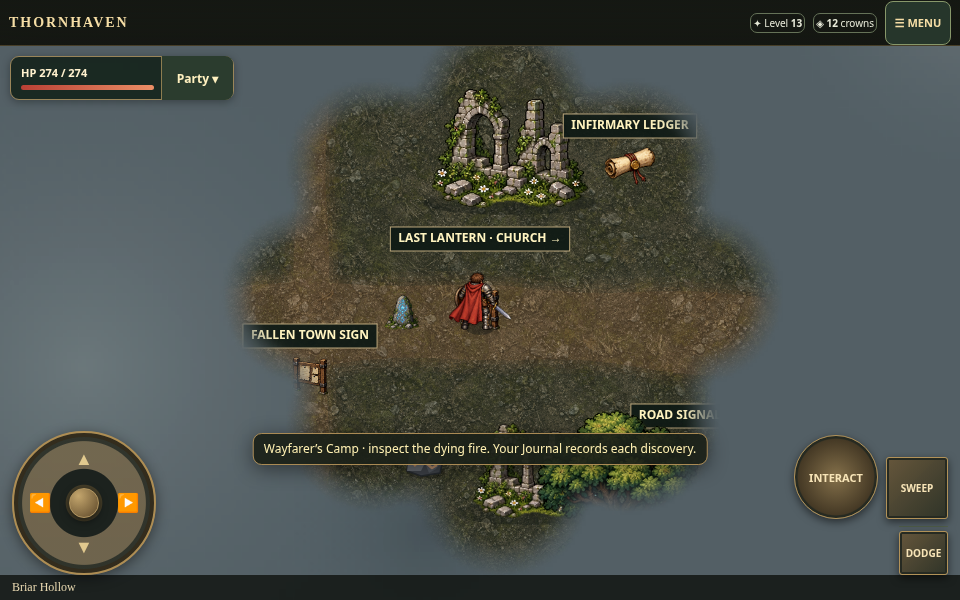 THORNHAVEN
✦ Level 13
◈ 12 crowns
☰ MENU
HP 274 / 274
Party ▾
INFIRMARY LEDGER
LAST LANTERN · CHURCH →
FALLEN TOWN SIGN
ROAD SIGNA
Wayfarer's Camp · inspect the dying fire. Your Journal records each discovery.
INTERACT
SWEEP
DODGE
Briar Hollow